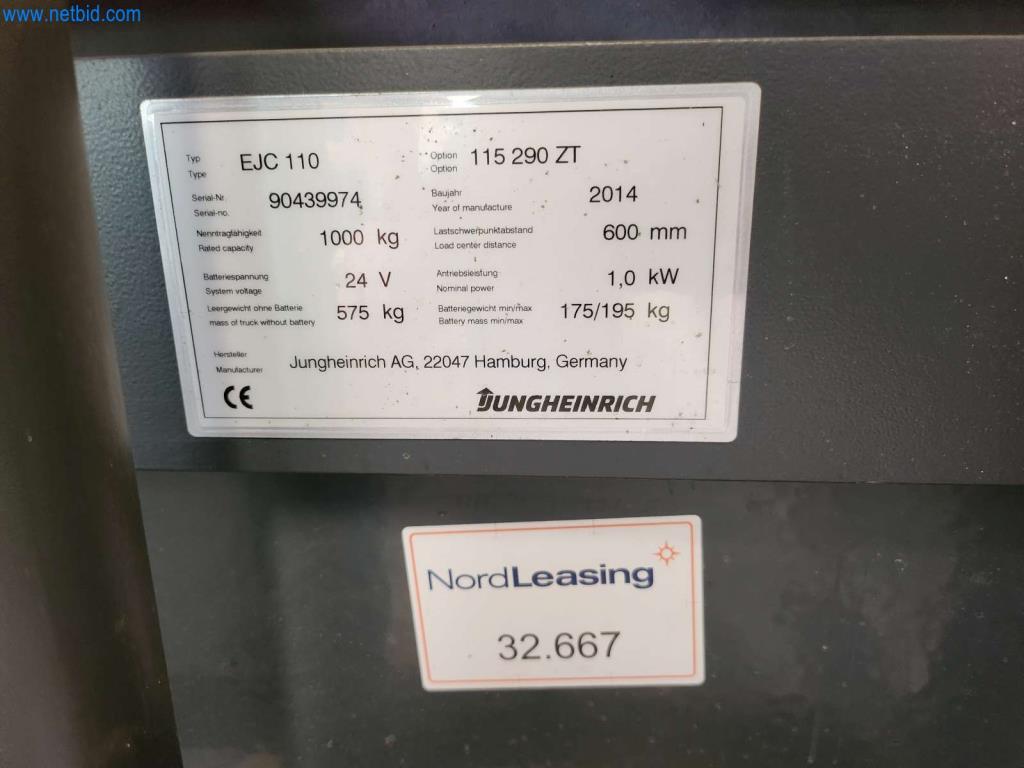 www.netbid.com
Typ EJC 110 Option 115 290 ZT
Type Option
Serial-Nr. 90439974 Baujahr 2014
Serial-no. Year of manufacture
Nenntragfähigkeit 1000 kg Lastschwerpunktabstand 600 mm
Rated capacity Load center distance
Batteriespannung 24 V Antriebsleistung 1,0 kW
System voltage Nominal power
Leergewicht ohne Batterie 575 kg Batteriegewicht min/max 175/195 kg
mass of truck without battery Battery mass min/max
Hersteller Jungheinrich AG, 22047 Hamburg, Germany
Manufacturer
CE JUNGHEINRICH
NordLeasing
32.667